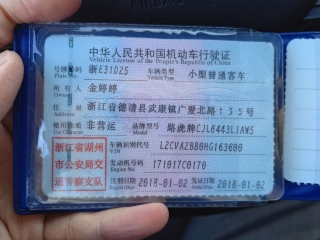 中华人民共和国机动车行驶证
Vehicle License of the People's Republic of China
号牌号码 浙E31D25 车辆类型 小型普通客车
Plate No. Vehicle Type
所有人 金婷婷
Owner
住址 浙江省德清县武康镇广爱北路135号
Address
使用性质 非营运 品牌型号 路虎牌CJL6443L1AW5
Use Character Model
浙江省湖州市公安局交通警察支队
车辆识别代号 L2CVA2B80HG163600
VIN
发动机号码 171017C0170
Engine No.
注册日期 2018-01-02 发证日期 2018-01-02
Register Date Issue Date